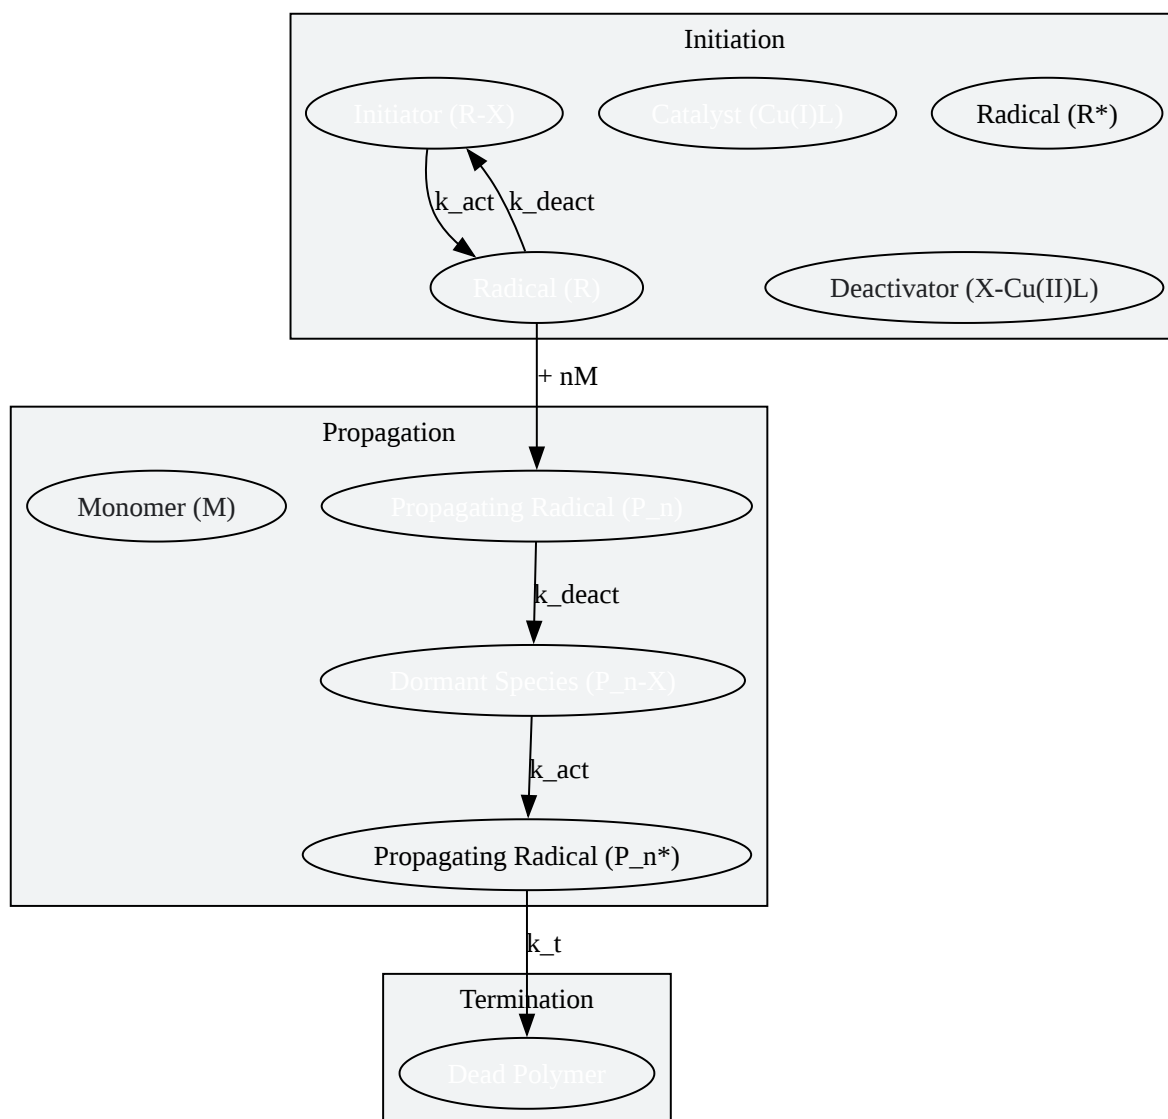 Initiation
Initiator (R-X)
Catalyst (Cu(I)L)
Radical (R*)
k_act
k_deact
Radical (R)
Deactivator (X-Cu(II)L)
+ nM
Propagation
Monomer (M)
Propagating Radical (P_n)
k_deact
Dormant Species (P_n-X)
k_act
Propagating Radical (P_n*)
k_t
Termination
Dead Polymer